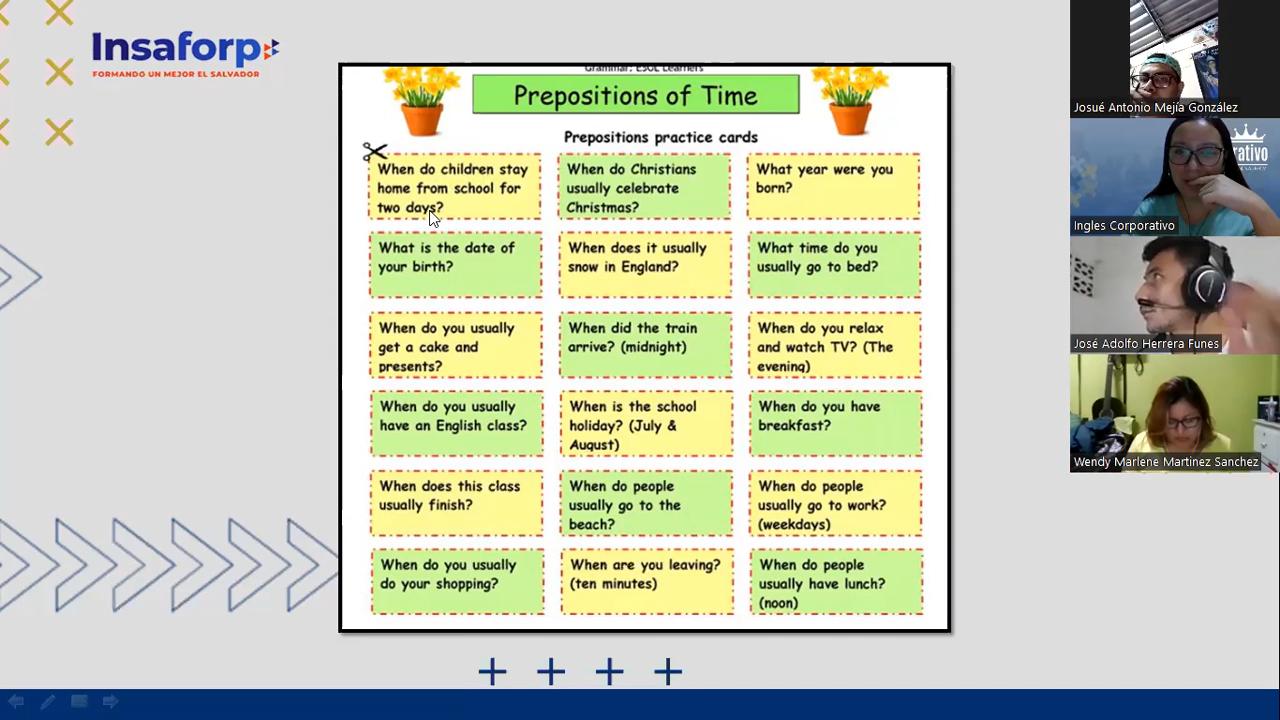 Insaforp
FORMANDO UN MEJOR EL SALVADOR
Grammar: ESOL Learners
Prepositions of Time
Prepositions practice cards
When do children stay
home from school for
two days?
When do Christians
usually celebrate
Christmas?
What year were you
born?
What is the date of
your birth?
When does it usually
snow in England?
What time do you
usually go to bed?
When do you usually
get a cake and
presents?
When did the train
arrive? (midnight)
When do you relax
and watch TV? (The
evening)
When do you usually
have an English class?
When is the school
holiday? (July &
August)
When do you have
breakfast?
When does this class
usually finish?
When do people
usually go to the
beach?
When do people
usually go to work?
(weekdays)
When do you usually
do your shopping?
When are you leaving?
(ten minutes)
When do people
usually have lunch?
(noon)
Josué Antonio Mejía González
Ingles Corporativo
José Adolfo Herrera Funes
Wendy Marlene Martinez Sanchez